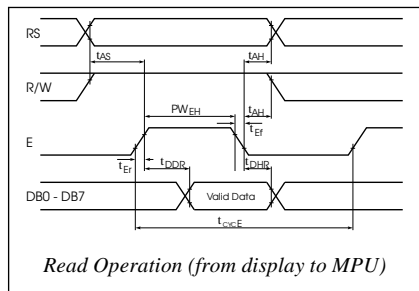 RS
tAS
tAH
R/W
PWEH
tAH
tEf
E
tEr
tDDR
tDHR
DB0 - DB7
Valid Data
tCYCE
Read Operation (from display to MPU)